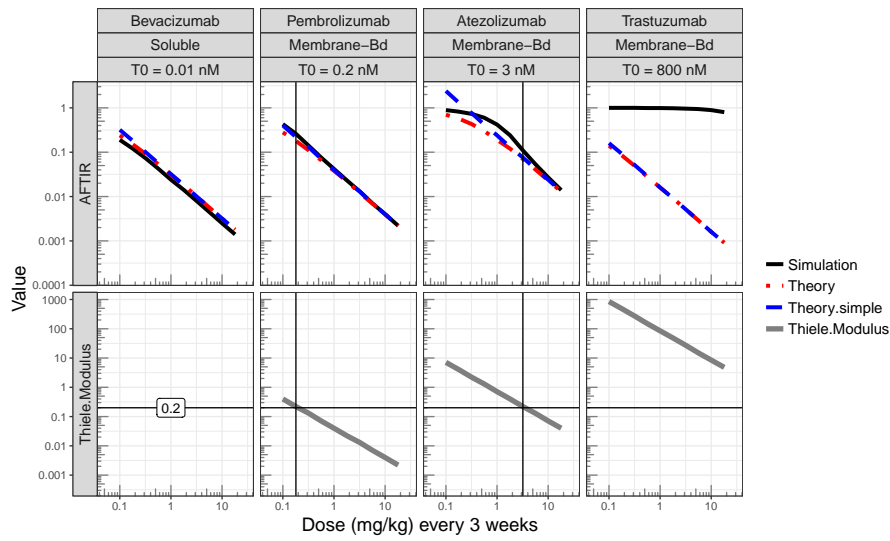 Bevacizumab
Soluble
T0 = 0.01 nM
Pembrolizumab
Membrane−Bd
T0 = 0.2 nM
Atezolizumab
Membrane−Bd
T0 = 3 nM
Trastuzumab
Membrane−Bd
T0 = 800 nM
Value
AFTIR
1
0.1
0.01
0.001
0.0001
Thiele.Modulus
1000
100
10
1
0.1
0.01
0.001
0.2
0.1 1 10
0.1 1 10
0.1 1 10
0.1 1 10
Dose (mg/kg) every 3 weeks
Simulation
Theory
Theory.simple
Thiele.Modulus